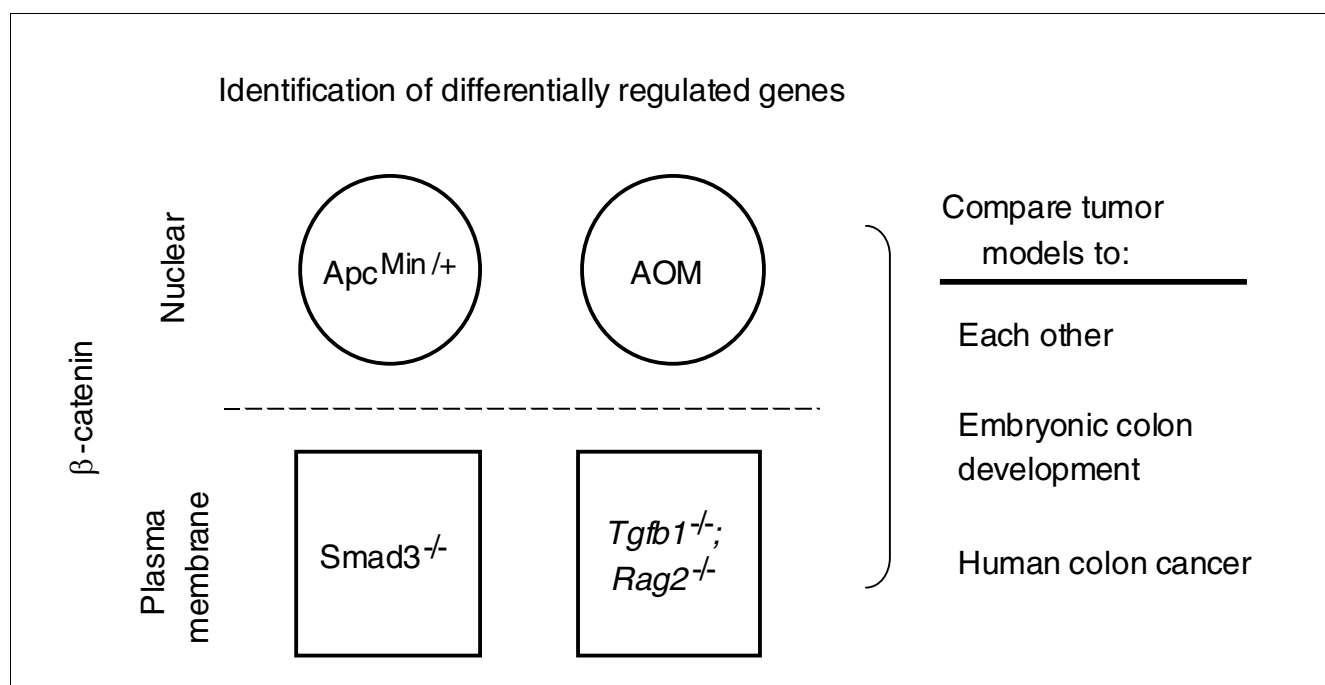 Identification of differentially regulated genes
β-catenin
Nuclear
Apc^Min/+
AOM
Plasma
membrane
Smad3^-/-
Tgfb1^-/-;
Rag2^-/-
Compare tumor
models to:
Each other
Embryonic colon
development
Human colon cancer